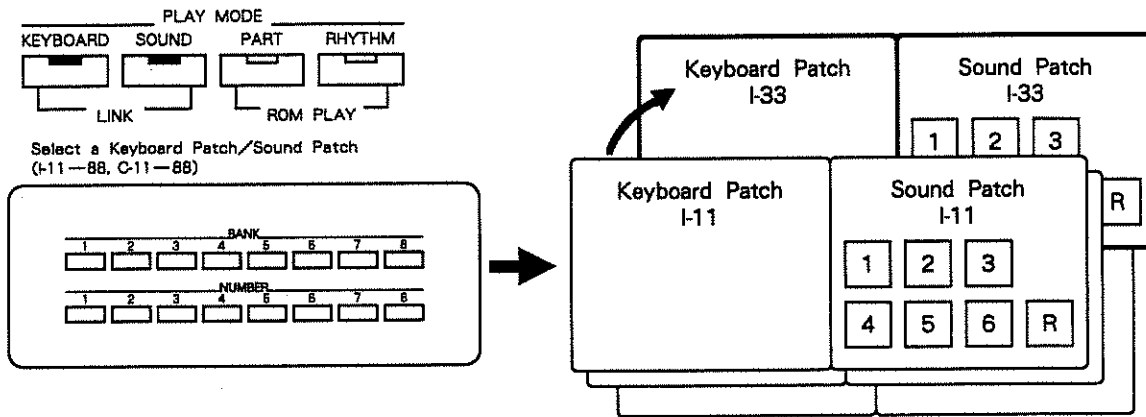 PLAY MODE
KEYBOARD SOUND PART RHYTHM
LINK ROM PLAY
Select a Keyboard Patch/Sound Patch
(I-11—88, C-11—88)
BANK
1 2 3 4 5 6 7 8
NUMBER
1 2 3 4 5 6 7 8
Keyboard Patch
I-33
Sound Patch
I-33
1 2 3
R
Keyboard Patch
I-11
Sound Patch
I-11
1 2 3
4 5 6 R